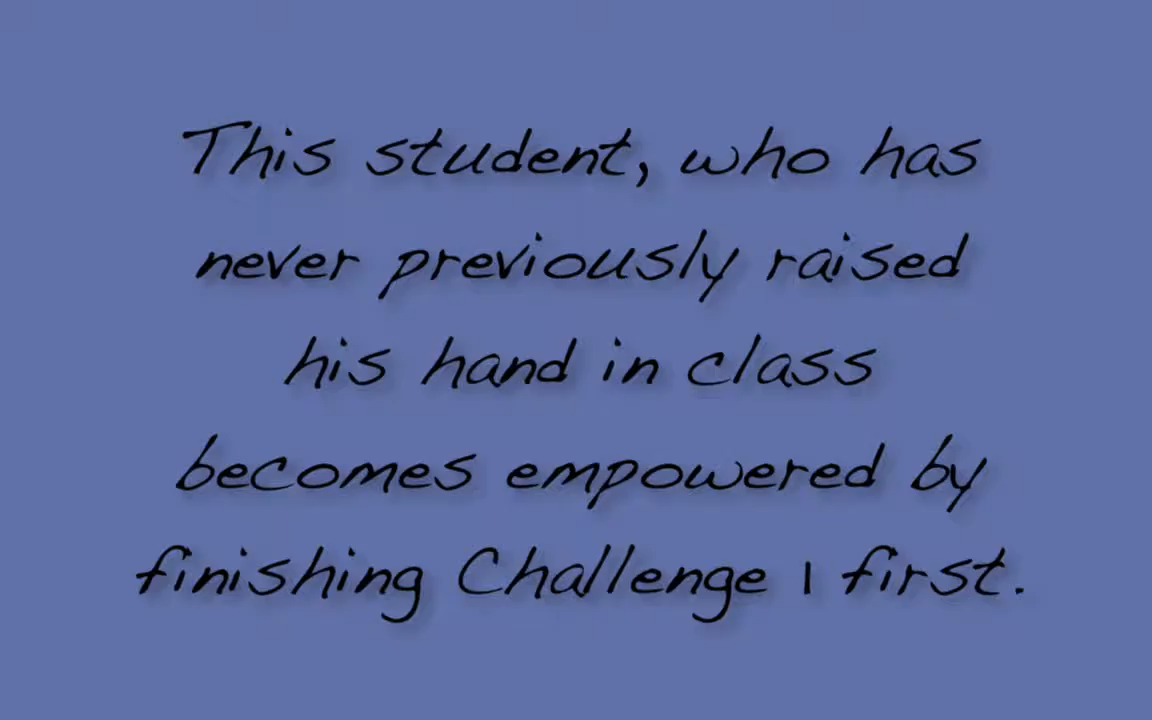 This student, who has
never previously raised
his hand in class
becomes empowered by
finishing Challenge 1 first.